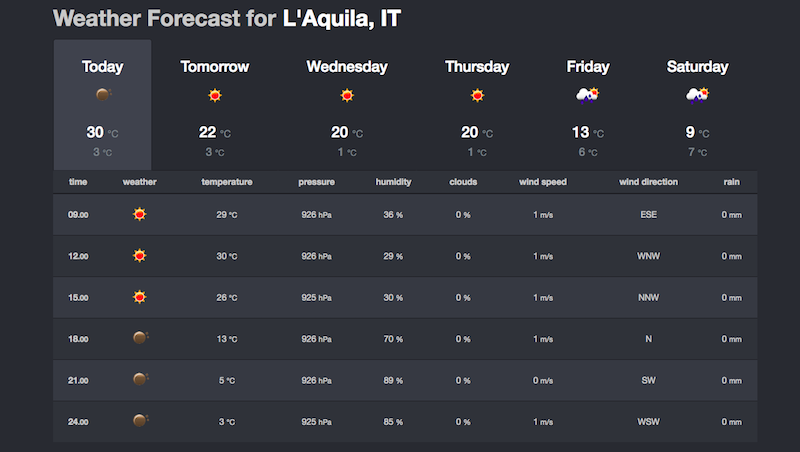 Weather Forecast for L'Aquila, IT
Today Tomorrow Wednesday Thursday Friday Saturday
30 °C 22 °C 20 °C 20 °C 13 °C 9 °C
3 °C 3 °C 1 °C 1 °C 6 °C 7 °C
time weather temperature pressure humidity clouds wind speed wind direction rain
09.00 29 °C 926 hPa 36 % 0 % 1 m/s ESE 0 mm
12.00 30 °C 926 hPa 29 % 0 % 1 m/s WNW 0 mm
15.00 26 °C 925 hPa 30 % 0 % 1 m/s NNW 0 mm
18.00 13 °C 926 hPa 70 % 0 % 1 m/s N 0 mm
21.00 5 °C 926 hPa 89 % 0 % 0 m/s SW 0 mm
24.00 3 °C 925 hPa 85 % 0 % 1 m/s WSW 0 mm